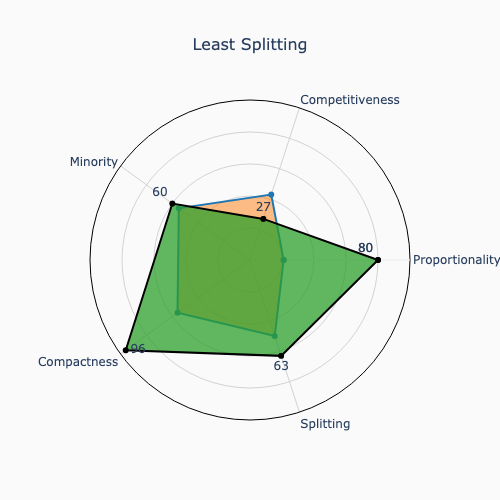 Least Splitting
Competitiveness
Minority
60
27
80
Proportionality
96
Compactness
63
Splitting